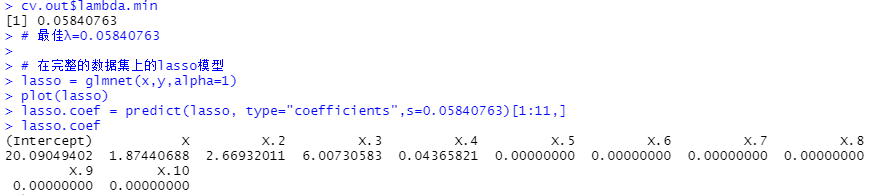 > cv.out$lambda.min
[1] 0.05840763
> # 最佳λ=0.05840763
>
> # 在完整的数据集上的lasso模型
> lasso = glmnet(x,y,alpha=1)
> plot(lasso)
> lasso.coef = predict(lasso, type="coefficients",s=0.05840763)[1:11,]
> lasso.coef
(Intercept) X X.2 X.3 X.4 X.5 X.6 X.7 X.8
20.09049402 1.87440688 2.66932011 6.00730583 0.04365821 0.00000000 0.00000000 0.00000000 0.00000000
X.9 X.10
0.00000000 0.00000000